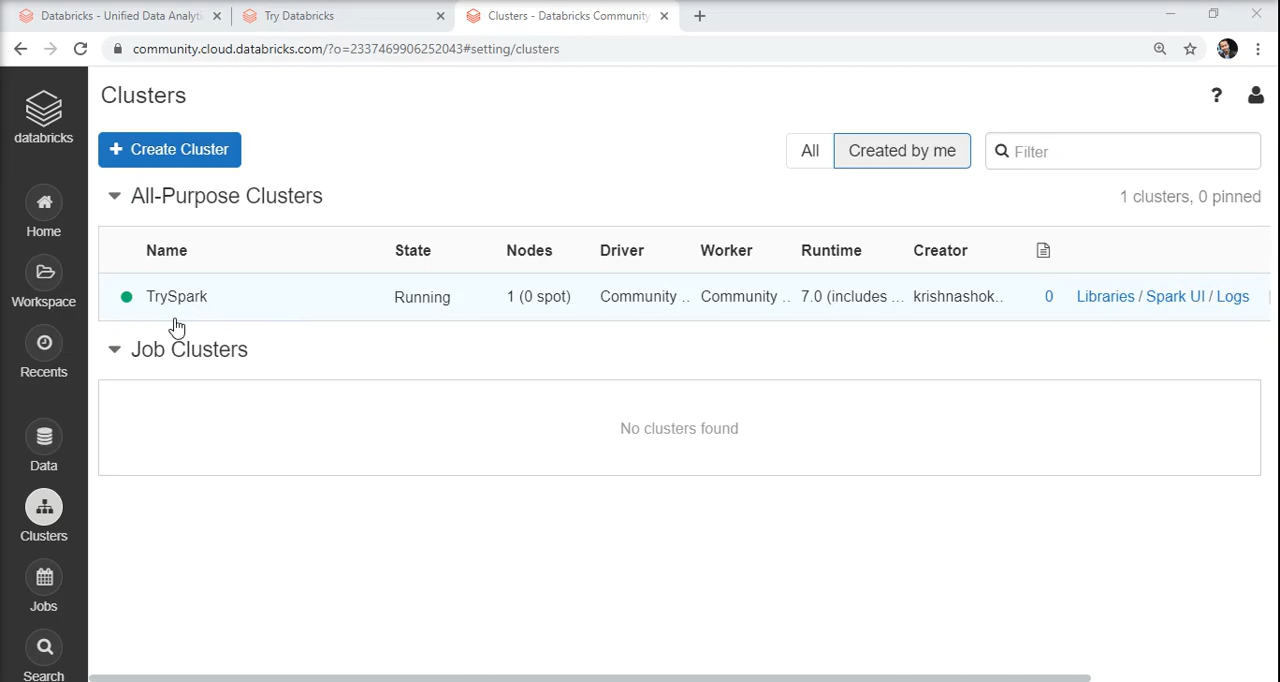 Databricks - Unified Data Analyti
Try Databricks
Clusters - Databricks Community
community.cloud.databricks.com/?o=2337469906252043#setting/clusters
databricks
Home
Workspace
Recents
Data
Clusters
Jobs
Search
Clusters
?
+ Create Cluster
All
Created by me
Filter
All-Purpose Clusters
1 clusters, 0 pinned
Name State Nodes Driver Worker Runtime Creator
TrySpark Running 1 (0 spot) Community .. Community .. 7.0 (includes ... krishnashok.. 0 Libraries / Spark UI / Logs
Job Clusters
No clusters found